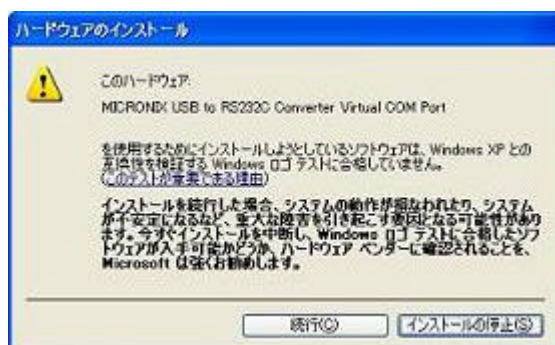 ハードウェアのインストール
このハードウェア:
MICRONIX USB to RS232C Converter Virtual COM Port
を使用するためにインストールしようとしているソフトウェアは、Windows XP との
互換性を検証する Windows ロゴ テストに合格していません。
(このテストが重要である理由)
インストールを続行した場合、システムの動作が損なわれたり、システム
が不安定になるなど、重大な障害を引き起こす要因となる可能性があり
ます。今すぐインストールを中断し、Windows ロゴ テストに合格したソフ
トウェアが入手可能かどうか、ハードウェア ベンダーに確認されることを、
Microsoft は強くお勧めします。
続行(C)
インストールの停止(S)